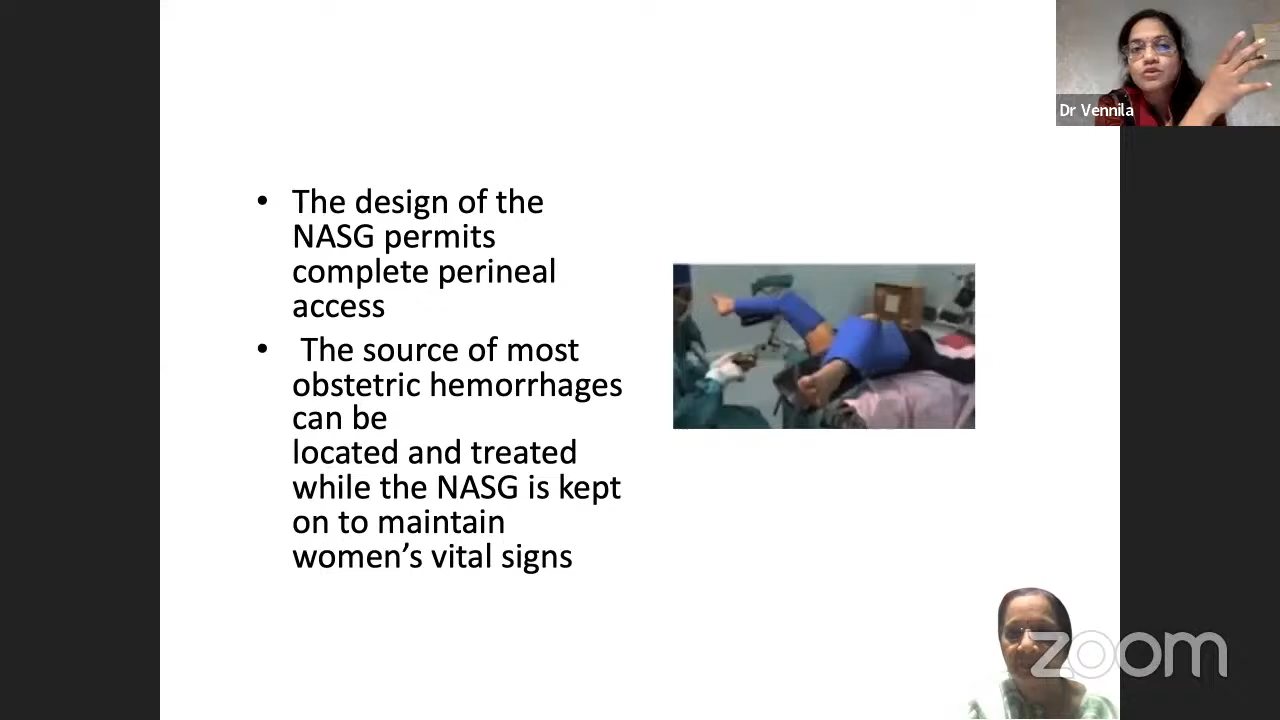 Dr Vennila
• The design of the
NASG permits
complete perineal
access
• The source of most
obstetric hemorrhages
can be
located and treated
while the NASG is kept
on to maintain
women’s vital signs
zoom